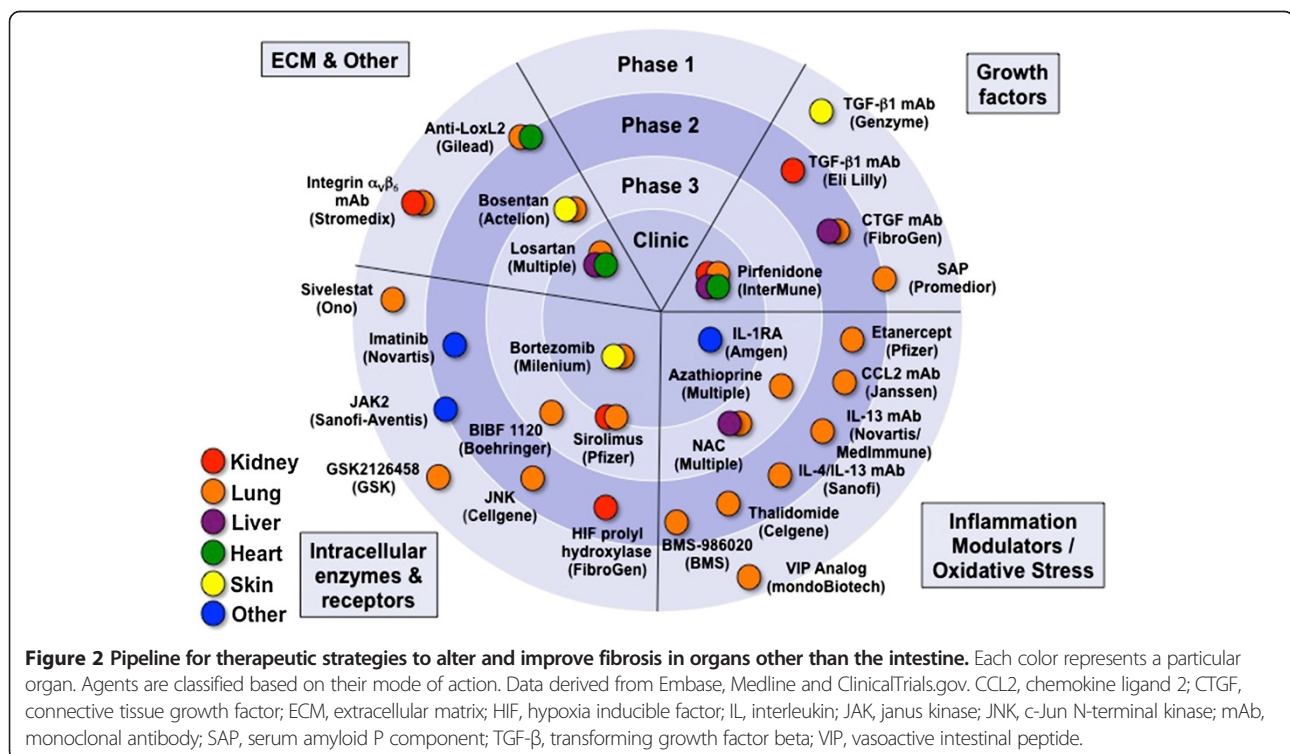 ECM & Other
Phase 1
Growth
factors
Phase 2
Phase 3
Clinic
Anti-LoxL2
(Gilead)
Integrin αvβ6
mAb
(Stromedix)
Bosentan
(Actelion)
Losartan
(Multiple)
TGF-β1 mAb
(Genzyme)
TGF-β1 mAb
(Eli Lilly)
CTGF mAb
(FibroGen)
SAP
(Promedior)
Pirfenidone
(InterMune)
Sivelestat
(Ono)
Imatinib
(Novartis)
Bortezomib
(Milenium)
JAK2
(Sanofi-Aventis)
BIBF 1120
(Boehringer)
Sirolimus
(Pfizer)
GSK2126458
(GSK)
JNK
(Cellgene)
HIF prolyl
hydroxylase
(FibroGen)
IL-1RA
(Amgen)
Etanercept
(Pfizer)
Azathioprine
(Multiple)
CCL2 mAb
(Janssen)
IL-13 mAb
(Novartis/
MedImmune)
NAC
(Multiple)
IL-4/IL-13 mAb
(Sanofi)
Thalidomide
(Celgene)
BMS-986020
(BMS)
VIP Analog
(mondoBiotech)
Kidney
Lung
Liver
Heart
Skin
Other
Intracellular
enzymes &
receptors
Inflammation
Modulators /
Oxidative Stress
Figure 2 Pipeline for therapeutic strategies to alter and improve fibrosis in organs other than the intestine. Each color represents a particular
organ. Agents are classified based on their mode of action. Data derived from Embase, Medline and ClinicalTrials.gov. CCL2, chemokine ligand 2; CTGF,
connective tissue growth factor; ECM, extracellular matrix; HIF, hypoxia inducible factor; IL, interleukin; JAK, janus kinase; JNK, c-Jun N-terminal kinase; mAb,
monoclonal antibody; SAP, serum amyloid P component; TGF-β, transforming growth factor beta; VIP, vasoactive intestinal peptide.